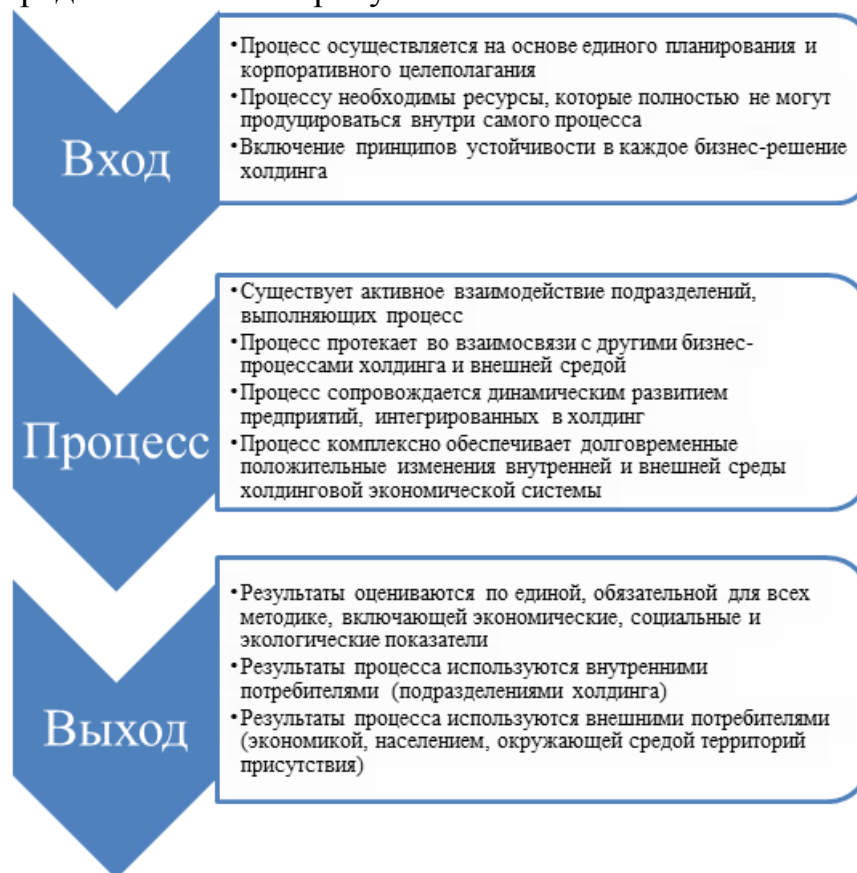 Вход
•Процесс осуществляется на основе единого планирования и
корпоративного целеполагания
•Процессу необходимы ресурсы, которые полностью не могут
продуцироваться внутри самого процесса
•Включение принципов устойчивости в каждое бизнес-решение
холдинга
Процесс
•Существует активное взаимодействие подразделений,
выполняющих процесс
•Процесс протекает во взаимосвязи с другими бизнес-
процессами холдинга и внешней средой
•Процесс сопровождается динамическим развитием
предприятий, интегрированных в холдинг
•Процесс комплексно обеспечивает долговременные
положительные изменения внутренней и внешней среды
холдинговой экономической системы
Выход
•Результаты оцениваются по единой, обязательной для всех
методике, включающей экономические, социальные и
экологические показатели
•Результаты процесса используются внутренними
потребителями (подразделениями холдинга)
•Результаты процесса используются внешними потребителями
(экономикой, населением, окружающей средой территорий
присутствия)